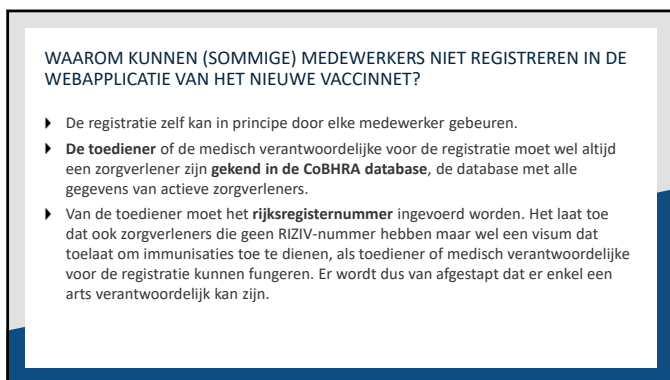 WAAROM KUNNEN (SOMMIGE) MEDEWERKERS NIET REGISTREREN IN DE
WEBAPPLICATIE VAN HET NIEUWE VACCINNET?
De registratie zelf kan in principe door elke medewerker gebeuren.
De toediener of de medisch verantwoordelijke voor de registratie moet wel altijd
een zorgverlener zijn gekend in de CoBHRA database, de database met alle
gegevens van actieve zorgverleners.
Van de toediener moet het rijksregisternummer ingevoerd worden. Het laat toe
dat ook zorgverleners die geen RIZIV-nummer hebben maar wel een visum dat
toelaat om immunisaties toe te dienen, als toediener of medisch verantwoordelijke
voor de registratie kunnen fungeren. Er wordt dus van afgestapt dat er enkel een
arts verantwoordelijk kan zijn.